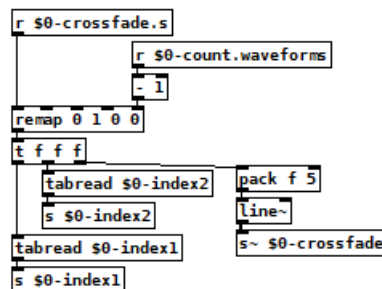 r $0-crossfade.s
r $0-count.waveforms
- 1
remap 0 1 0 0
t f f f
tabread $0-index2
pack f 5
s $0-index2
line~
s~ $0-crossfade
tabread $0-index1
s $0-index1